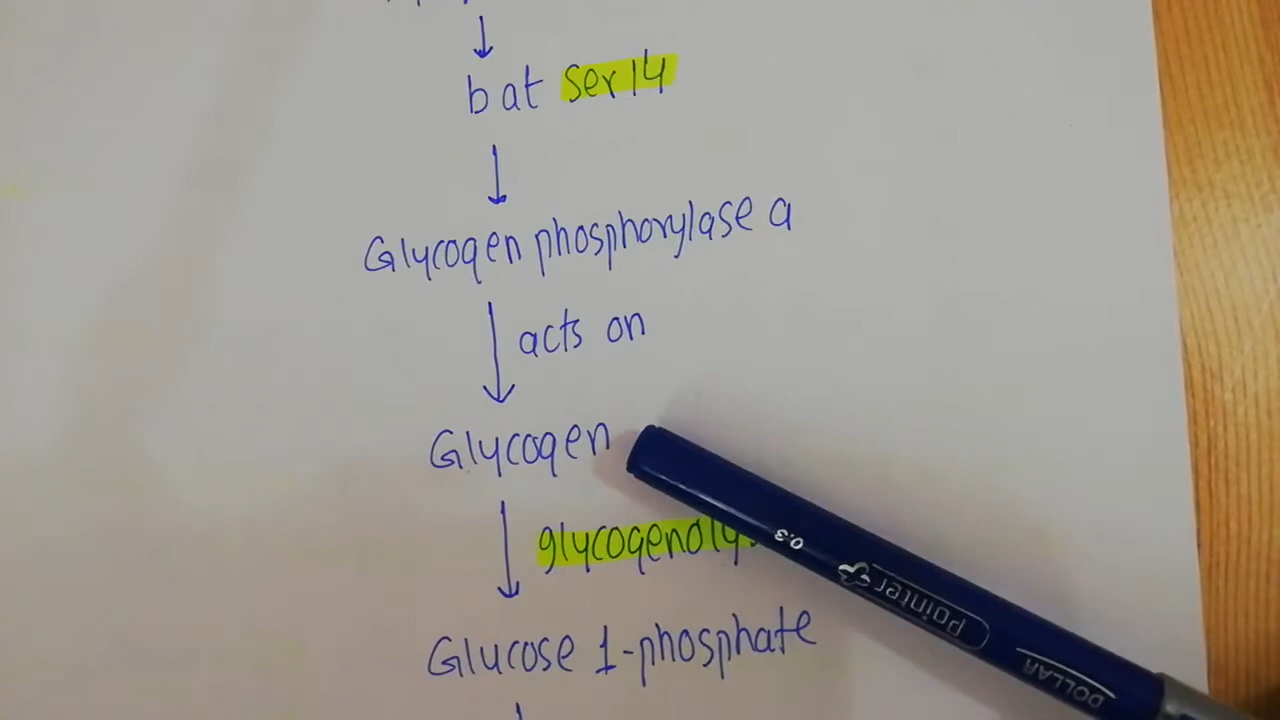 b at ser 14
Glycogen phosphorylase a
acts on
Glycogen
0.3
Pointer
DOLLAR
Glucose 1-phosphate